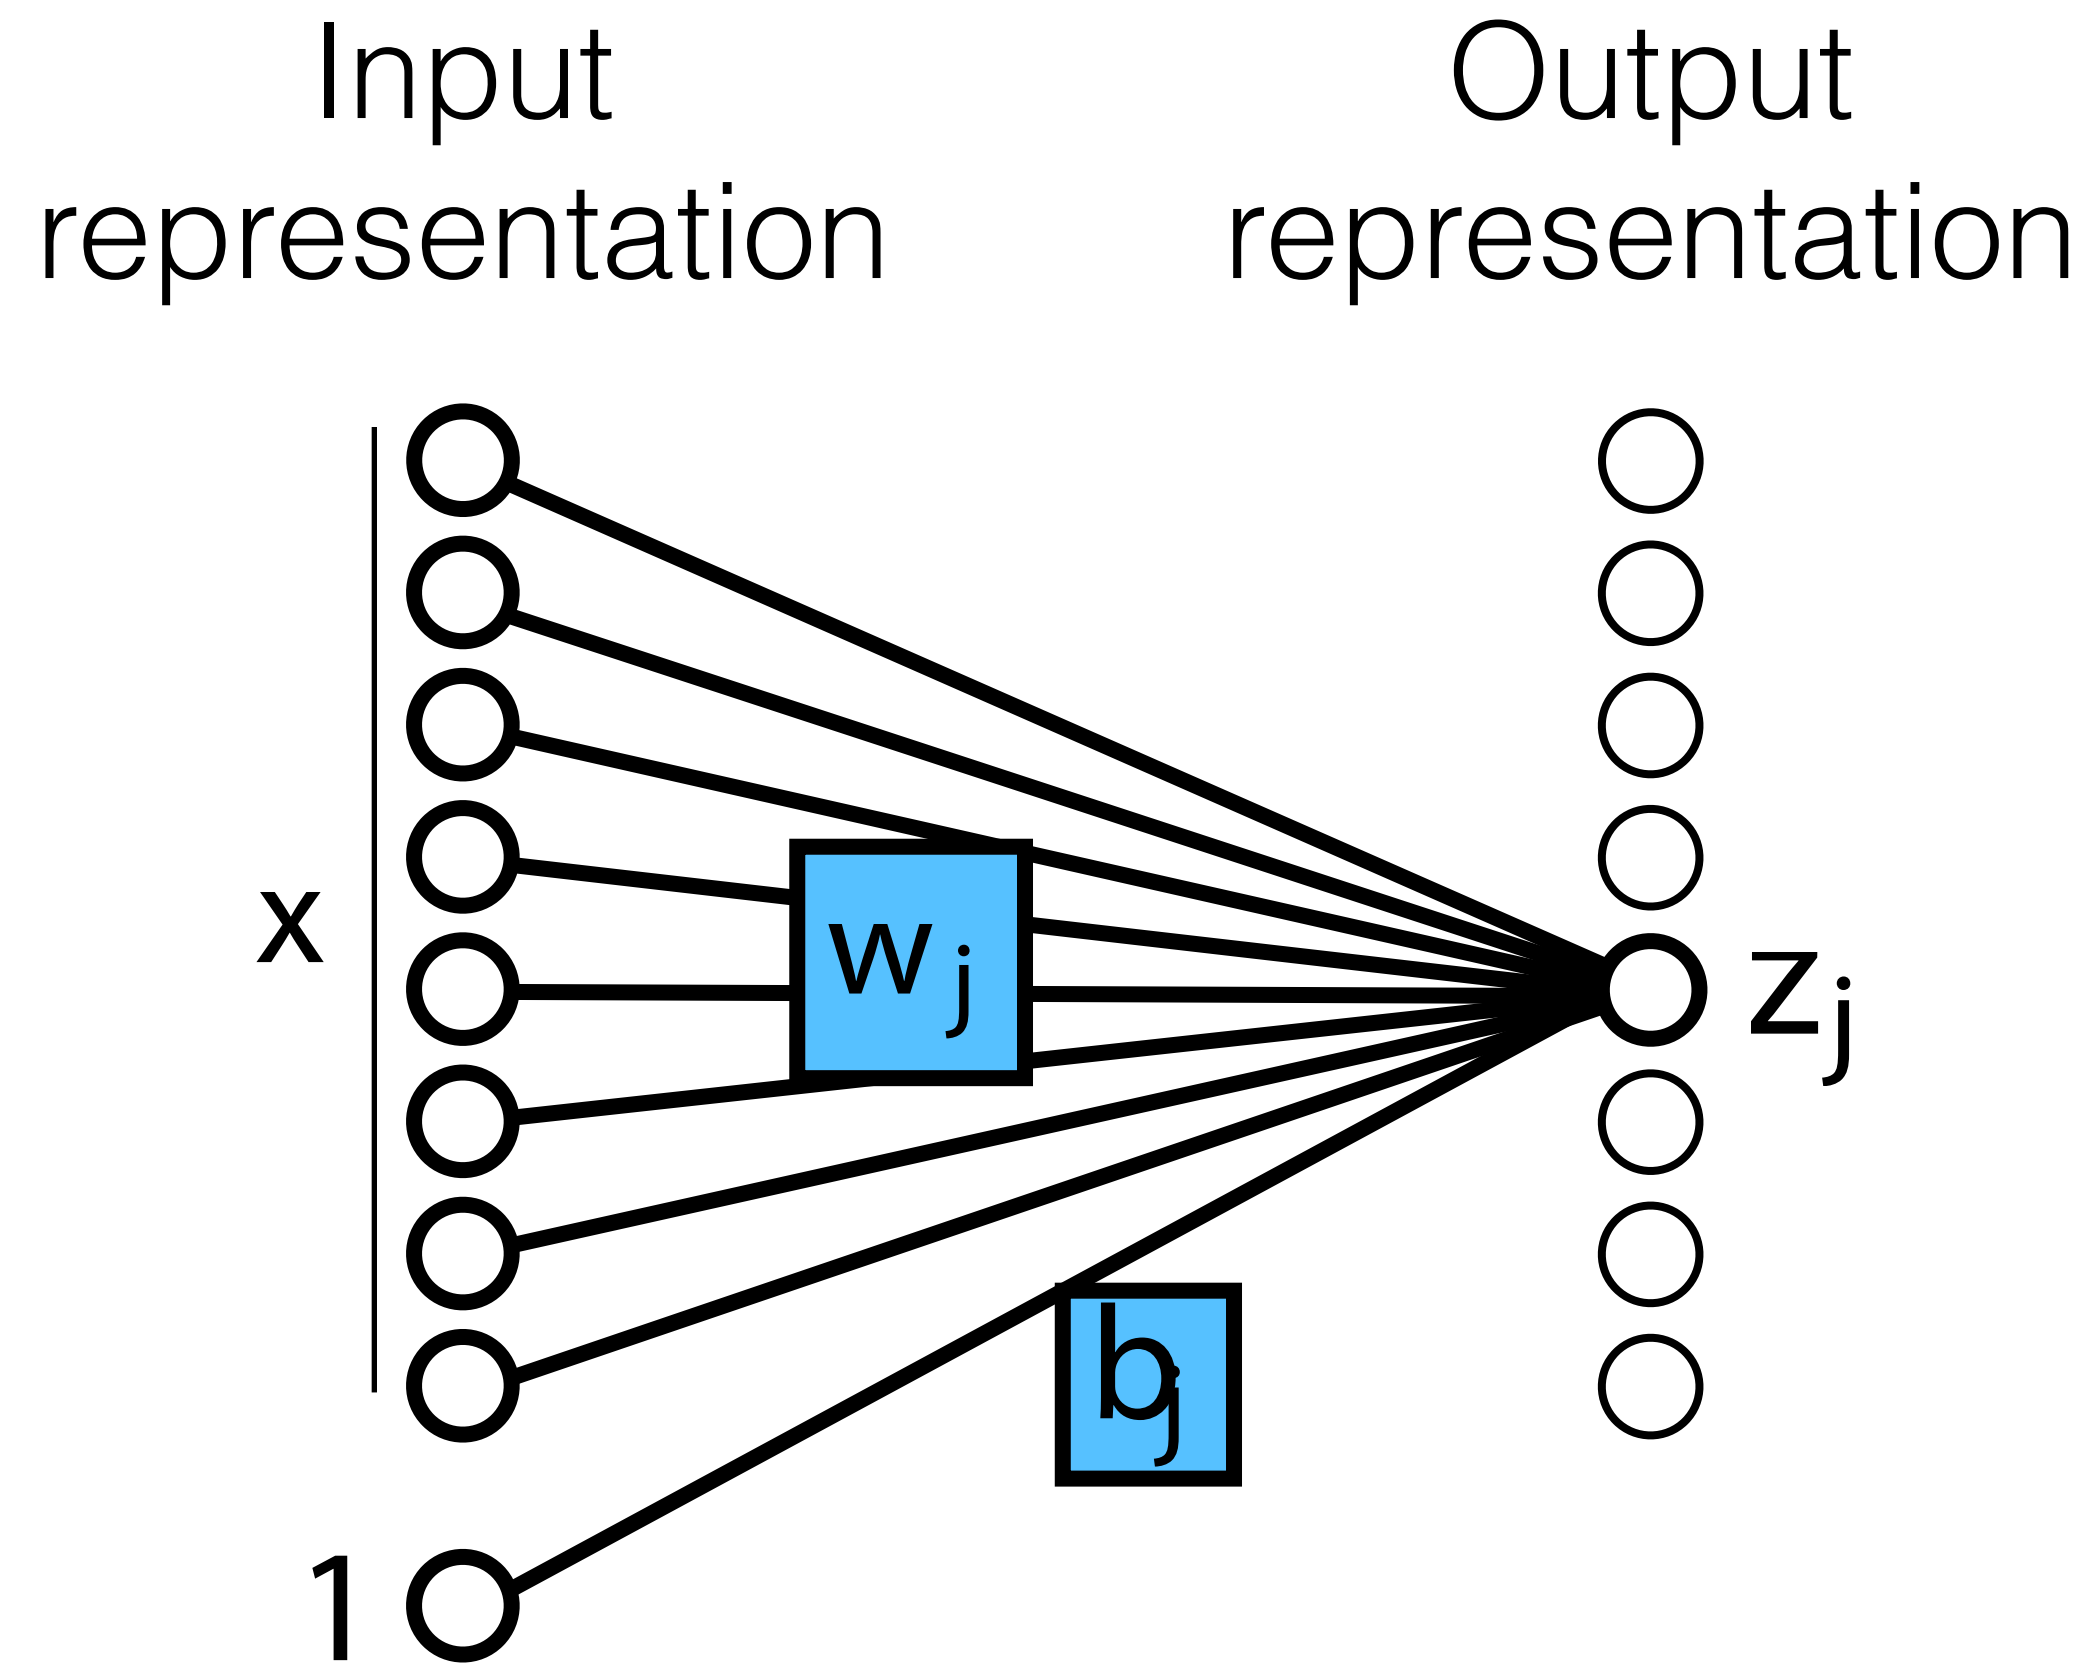 Input
representation
Output
representation
x
w j
z j
b j
1